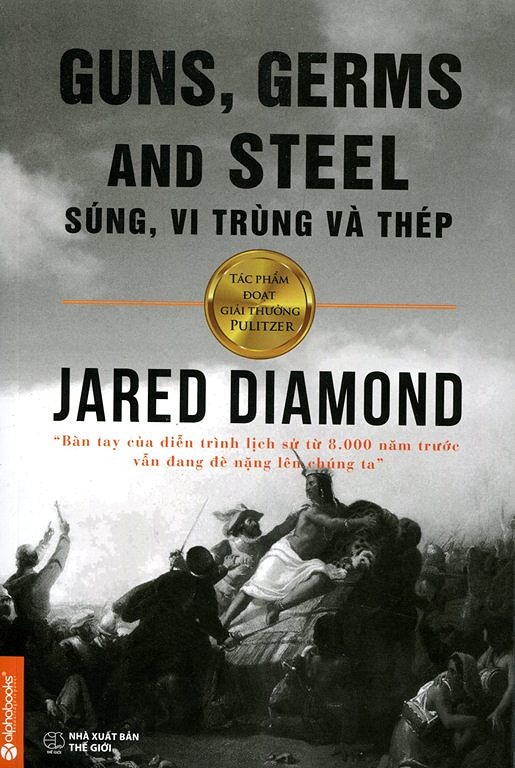 GUNS, GERMS
AND STEEL
SÚNG, VI TRÙNG VÀ THÉP
TÁC PHẨM
ĐOẠT
GIẢI THƯỞNG
PULITZER
JARED DIAMOND
“Bàn tay của diễn trình lịch sử từ 8.000 năm trước
vẫn đang đè nặng lên chúng ta”
alphabooks®
NHÀ XUẤT BẢN
THẾ GIỚI
THẾ GIỚI